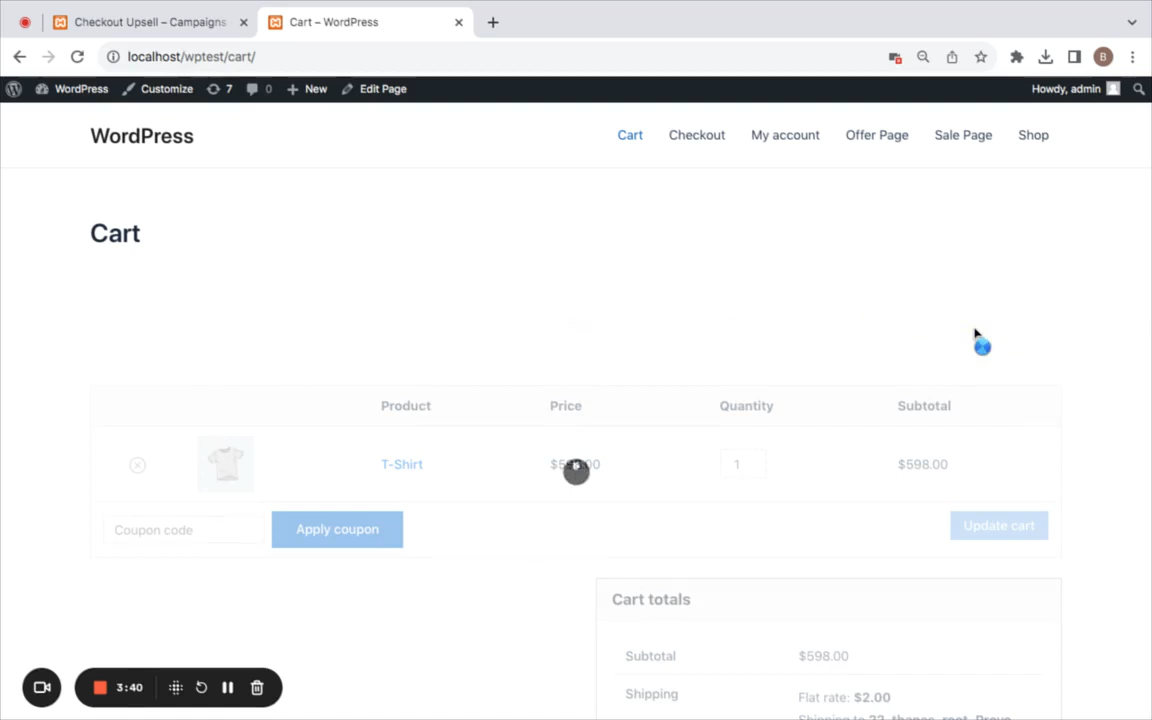 Checkout Upsell – Campaigns
Cart – WordPress
localhost/wptest/cart/
B
WordPress
Customize
7
0
New
Edit Page
Howdy, admin
WordPress
Cart
Checkout
My account
Offer Page
Sale Page
Shop
Cart
Product
Price
Quantity
Subtotal
T-Shirt
1
$598.00
Coupon code
Apply coupon
Update cart
Cart totals
Subtotal
$598.00
Shipping
Flat rate: $2.00
3:40